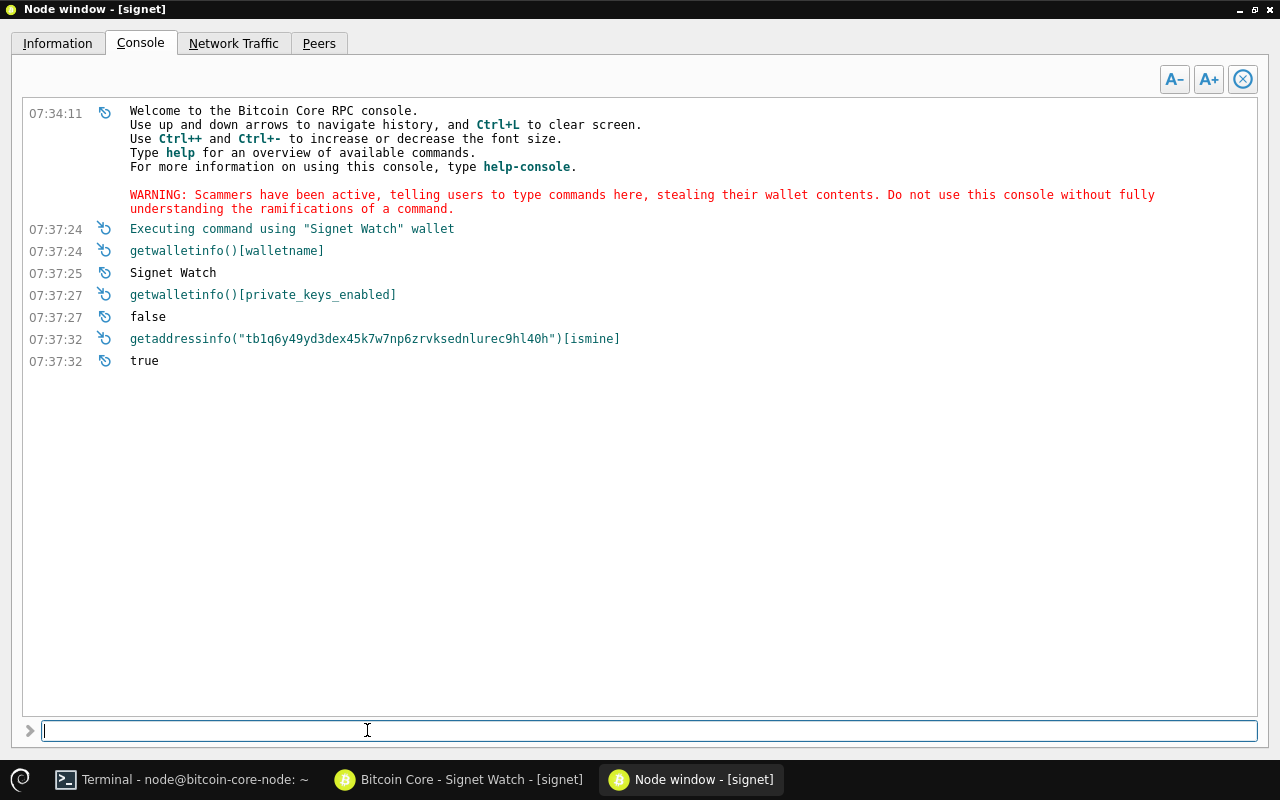 Node window - [signet]
Information
Console
Network Traffic
Peers
A-
A+
07:34:11
Welcome to the Bitcoin Core RPC console.
Use up and down arrows to navigate history, and Ctrl+L to clear screen.
Use Ctrl++ and Ctrl+- to increase or decrease the font size.
Type help for an overview of available commands.
For more information on using this console, type help-console.
WARNING: Scammers have been active, telling users to type commands here, stealing their wallet contents. Do not use this console without fully
understanding the ramifications of a command.
07:37:24 Executing command using "Signet Watch" wallet
07:37:24 getwalletinfo()[walletname]
07:37:25 Signet Watch
07:37:27 getwalletinfo()[private_keys_enabled]
07:37:27 false
07:37:32 getaddressinfo("tb1q6y49yd3dex45k7w7np6zrvksednlurec9hl40h")[ismine]
07:37:32 true
Terminal - node@bitcoin-core-node: ~
Bitcoin Core - Signet Watch - [signet]
Node window - [signet]